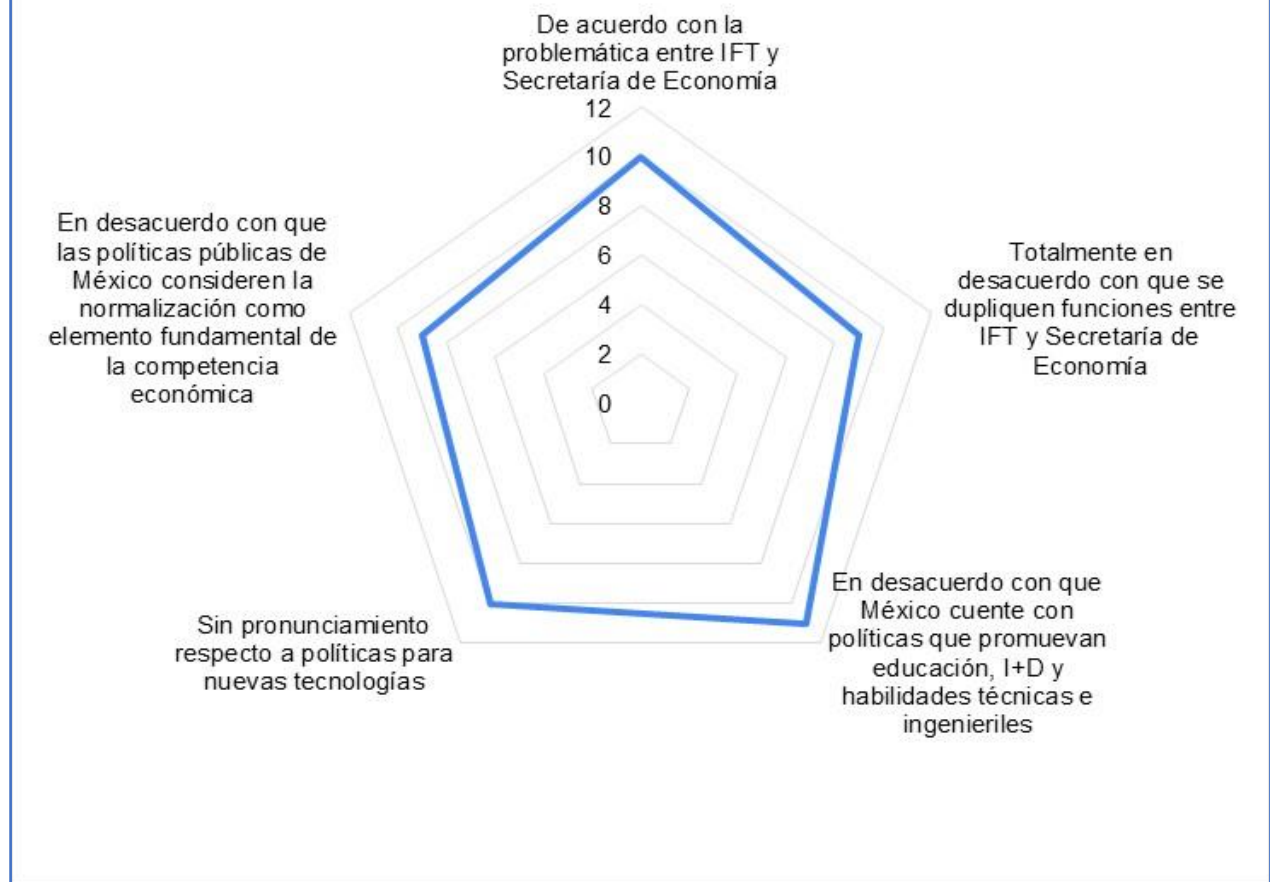 De acuerdo con la
problemática entre IFT y
Secretaría de Economía
12
10
8
6
4
2
0
En desacuerdo con que
las políticas públicas de
México consideren la
normalización como
elemento fundamental de
la competencia
económica
Totalmente en
desacuerdo con que se
dupliquen funciones entre
IFT y Secretaría de
Economía
Sin pronunciamiento
respecto a políticas para
nuevas tecnologías
En desacuerdo con que
México cuente con
políticas que promuevan
educación, I+D y
habilidades técnicas e
ingenieriles